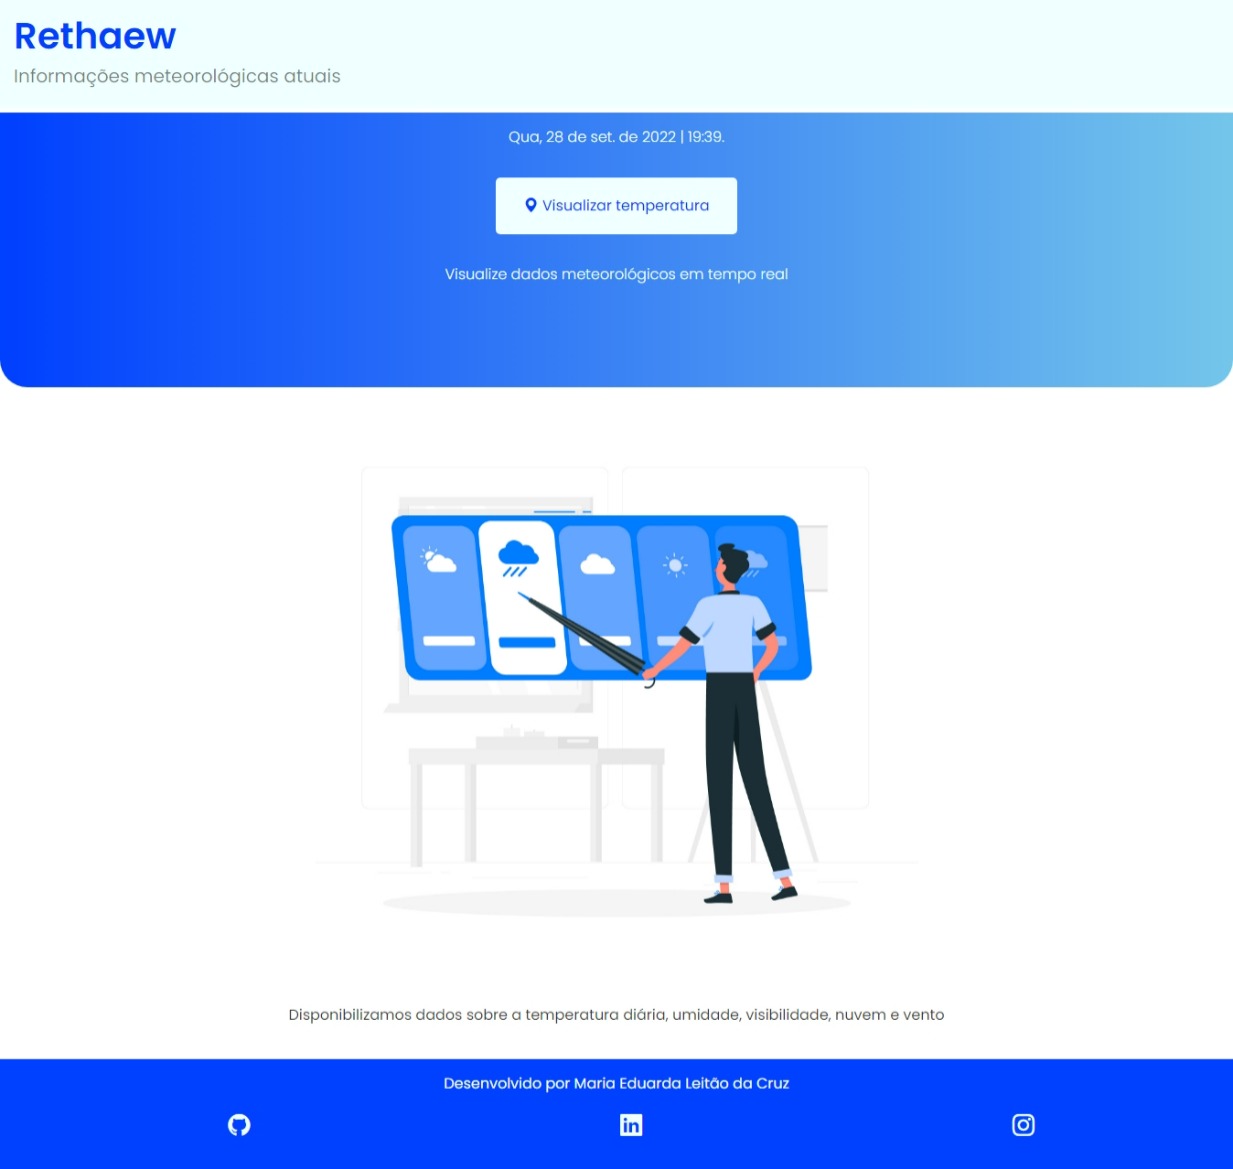 Rethaew
Informações meteorológicas atuais
Qua, 28 de set. de 2022 | 19:39.
Visualizar temperatura
Visualize dados meteorológicos em tempo real
Disponibilizamos dados sobre a temperatura diária, umidade, visibilidade, nuvem e vento
Desenvolvido por Maria Eduarda Leitão da Cruz
in